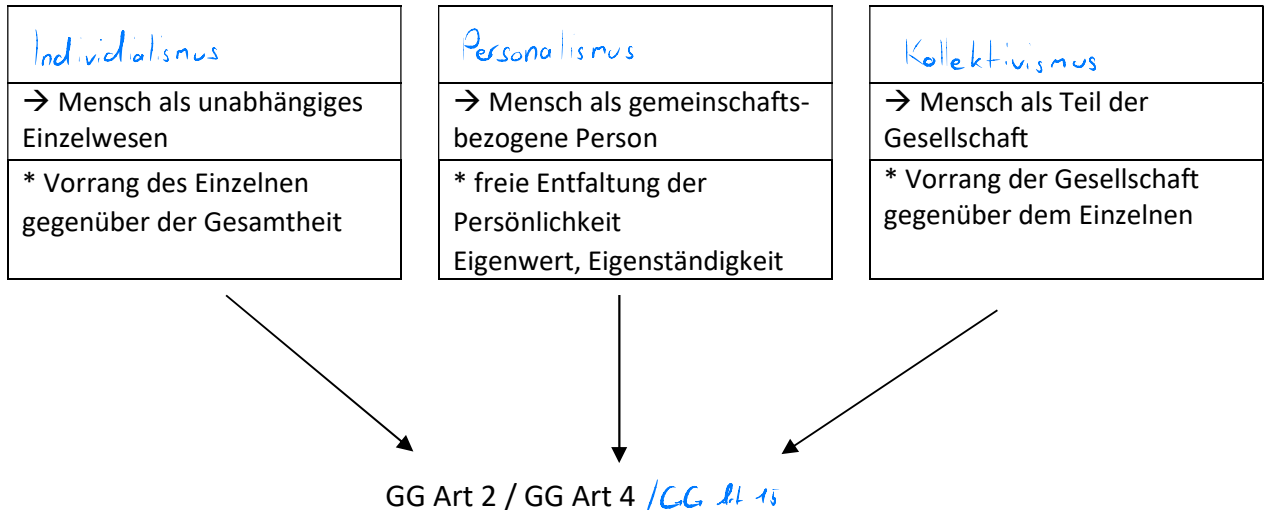 Individialismus
→ Mensch als unabhängiges
Einzelwesen
* Vorrang des Einzelnen
gegenüber der Gesamtheit
Personalismus
→ Mensch als gemeinschafts-
bezogene Person
* freie Entfaltung der
Persönlichkeit
Eigenwert, Eigenständigkeit
Kollektivismus
→ Mensch als Teil der
Gesellschaft
* Vorrang der Gesellschaft
gegenüber dem Einzelnen
GG Art 2 / GG Art 4 /GG Art 15